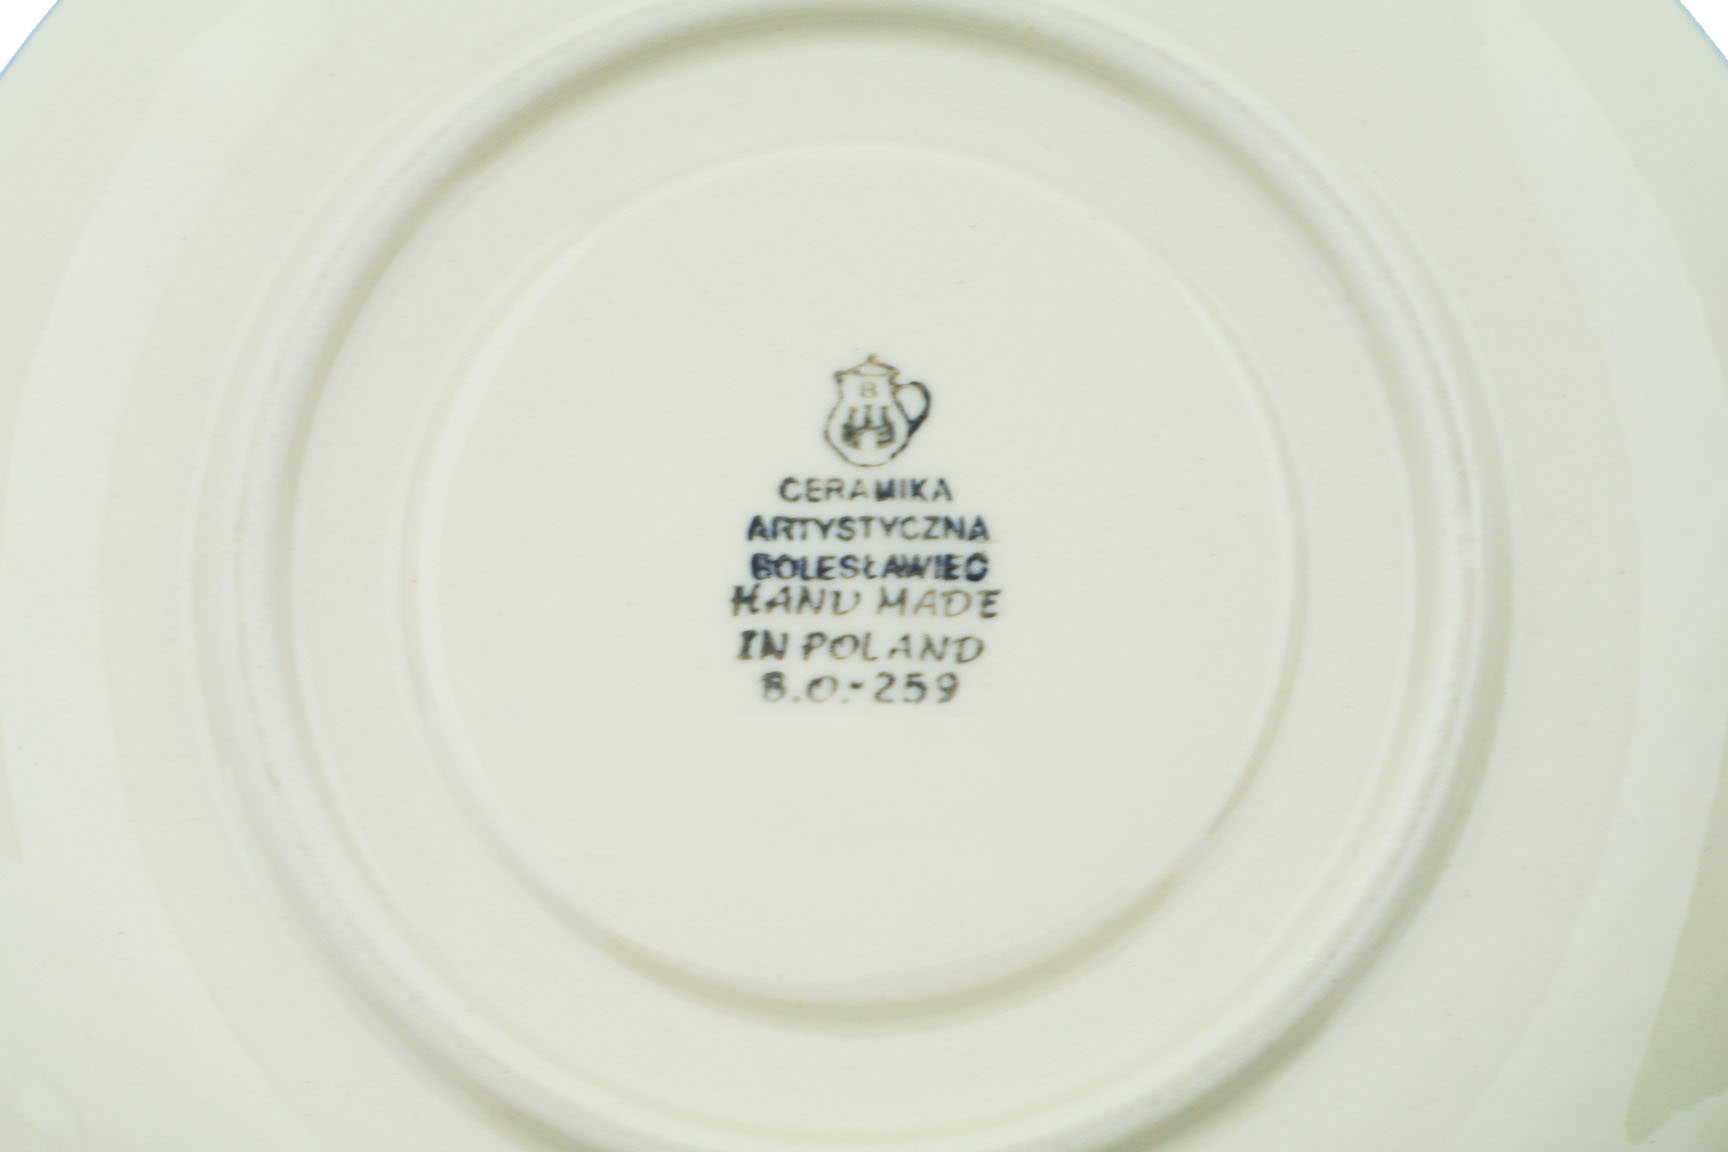 B
CERAMIKA
ARTYSTYCZNA
BOLESŁAWIEC
HAND MADE
IN POLAND
B.O.-259